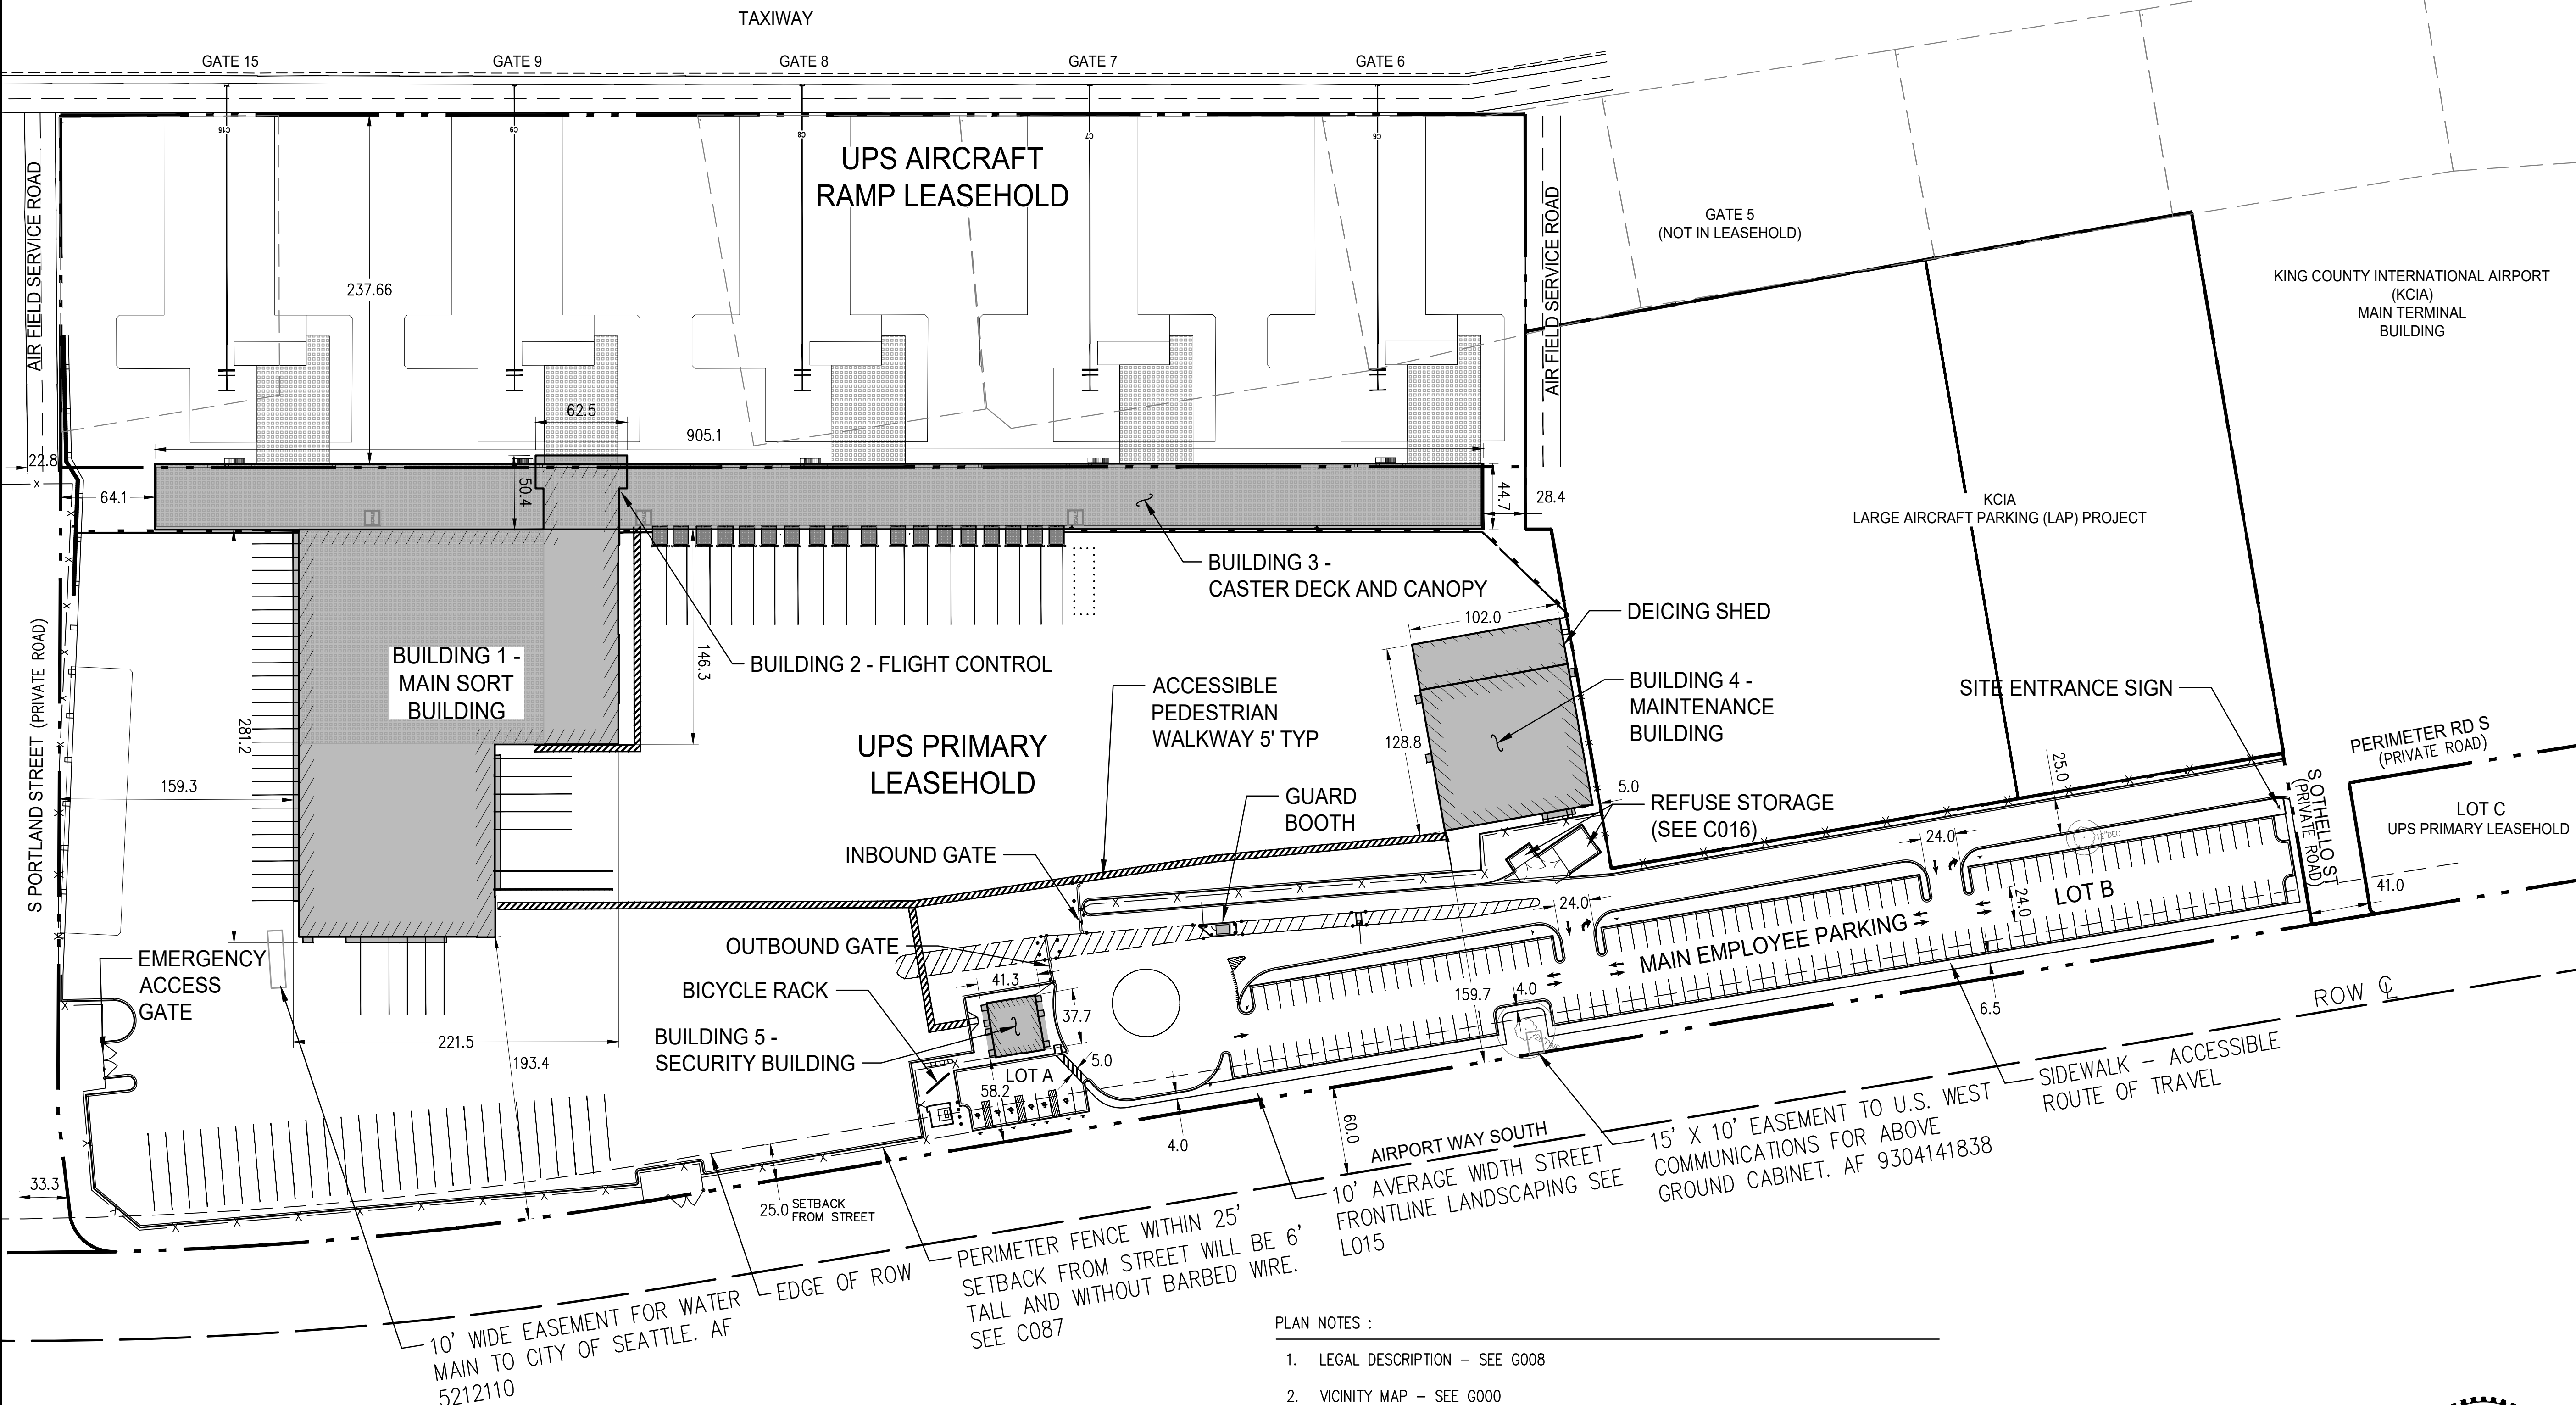 TAXIWAY
GATE 15
GATE 9
GATE 8
GATE 7
GATE 6
C15
C9
C8
C7
C6
UPS AIRCRAFT
RAMP LEASEHOLD
AIR FIELD SERVICE ROAD
AIR FIELD SERVICE ROAD
237.66
GATE 5
(NOT IN LEASEHOLD)
KING COUNTY INTERNATIONAL AIRPORT
(KCIA)
MAIN TERMINAL
BUILDING
62.5
905.1
22.8
X
64.1
50.4
44.7
28.4
KCIA
LARGE AIRCRAFT PARKING (LAP) PROJECT
BUILDING 3 -
CASTER DECK AND CANOPY
102.0
DEICING SHED
BUILDING 1 -
MAIN SORT
BUILDING
146.3
BUILDING 2 - FLIGHT CONTROL
ACCESSIBLE
PEDESTRIAN
WALKWAY 5' TYP
BUILDING 4 -
MAINTENANCE
BUILDING
SITE ENTRANCE SIGN
S PORTLAND STREET (PRIVATE ROAD)
281.2
UPS PRIMARY
LEASEHOLD
128.8
PERIMETER RD S
(PRIVATE ROAD)
159.3
GUARD
BOOTH
5.0
REFUSE STORAGE
(SEE C016)
25.0
S OTHELLO ST
(PRIVATE ROAD)
LOT C
UPS PRIMARY LEASEHOLD
INBOUND GATE
24.0
12"DEC
24.0
24.0
LOT B
41.0
MAIN EMPLOYEE PARKING
OUTBOUND GATE
EMERGENCY
ACCESS
GATE
41.3
BICYCLE RACK
37.7
159.7
4.0
6.5
ROW CL
BUILDING 5 -
SECURITY BUILDING
221.5
193.4
5.0
LOT A
58.2
SIDEWALK – ACCESSIBLE
ROUTE OF TRAVEL
4.0
60.0
AIRPORT WAY SOUTH
15' X 10' EASEMENT TO U.S. WEST
COMMUNICATIONS FOR ABOVE
GROUND CABINET. AF 9304141838
33.3
25.0 SETBACK
FROM STREET
10' AVERAGE WIDTH STREET
FRONTLINE LANDSCAPING SEE
L015
PERIMETER FENCE WITHIN 25'
SETBACK FROM STREET WILL BE 6'
TALL AND WITHOUT BARBED WIRE.
SEE C087
EDGE OF ROW
10' WIDE EASEMENT FOR WATER
MAIN TO CITY OF SEATTLE. AF
5212110
PLAN NOTES :
1. LEGAL DESCRIPTION – SEE G008
2. VICINITY MAP – SEE G000